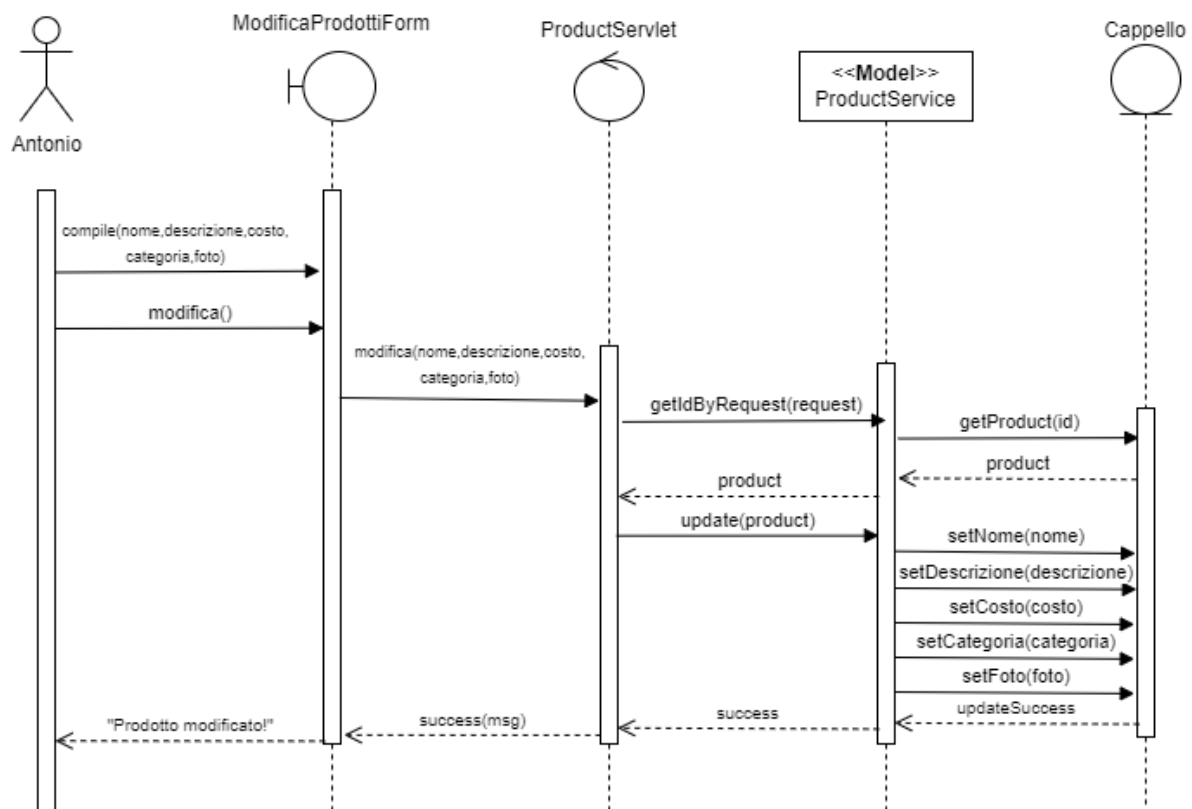 ModificaProdottiForm
ProductServlet
Cappello
<<Model>>
ProductService
Antonio
compile(nome,descrizione,costo,
categoria,foto)
modifica()
modifica(nome,descrizione,costo,
categoria,foto)
getIdByRequest(request)
getProduct(id)
product
product
update(product)
setNome(nome)
setDescrizione(descrizione)
setCosto(costo)
setCategoria(categoria)
setFoto(foto)
updateSuccess
success
success(msg)
"Prodotto modificato!"